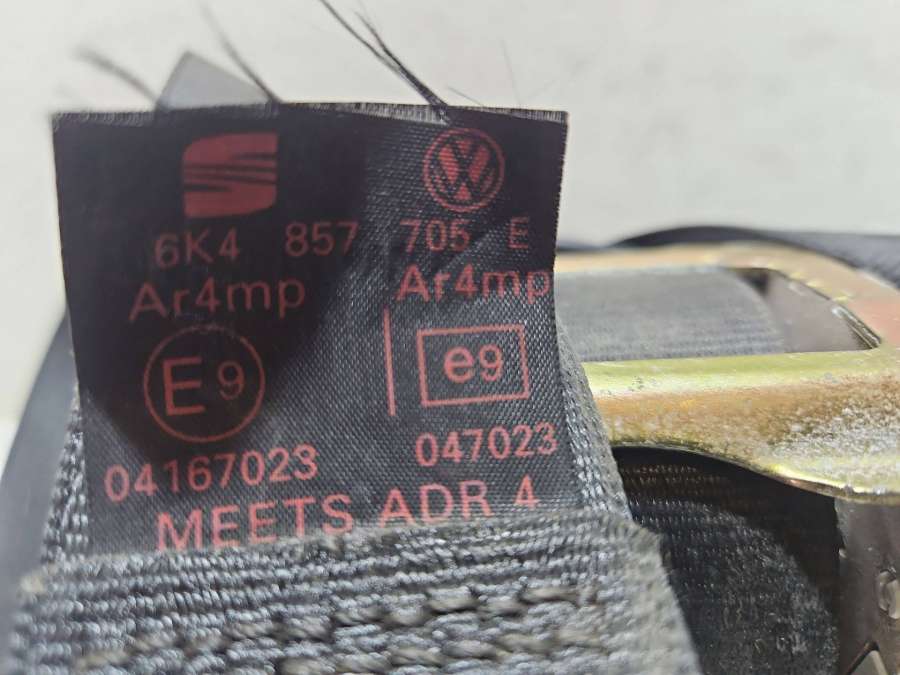 6K4 857 705 E
Ar4mp Ar4mp
E9 e9
04167023 047023
MEETS ADR 4